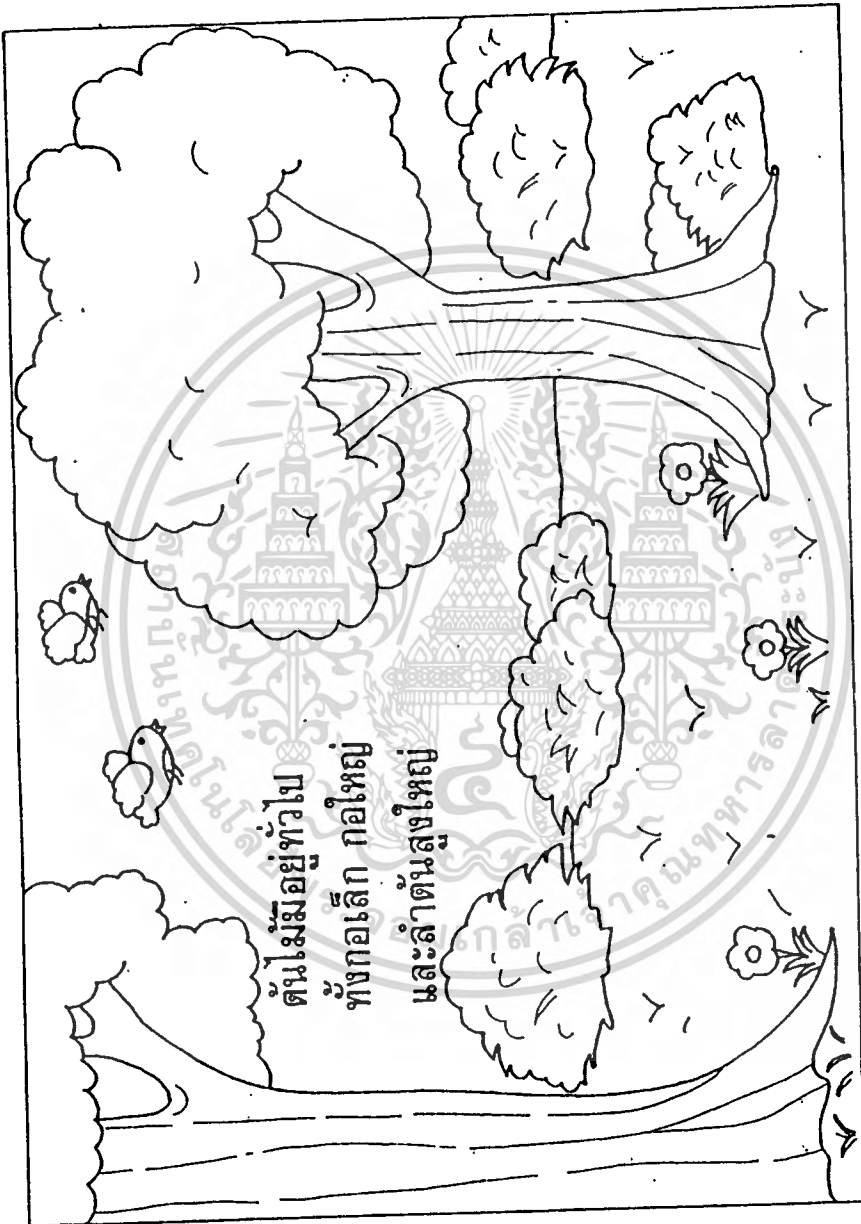 ต้นไม้มีอยู่ทั่วไป
ทั้งกอเล็ก กอใหญ่
และลำต้นสูงใหญ่